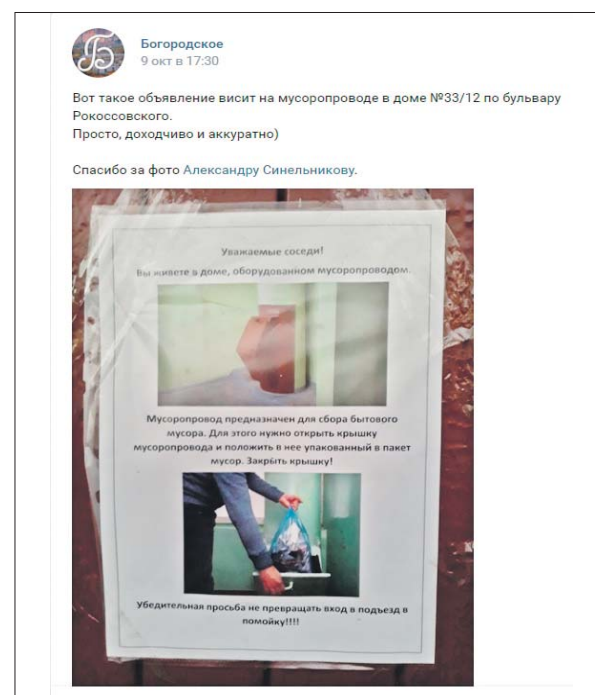 Богородское
9 окт в 17:30
Вот такое объявление висит на мусоропроводе в доме №33/12 по бульвару
Рокоссовского.
Просто, доходчиво и аккуратно)
Спасибо за фото Александру Синельникову.
Уважаемые соседи!
Вы живете в доме, оборудованном мусоропроводом.
Мусоропровод предназначен для сбора бытового
мусора. Для этого нужно открыть крышку
мусоропровода и положить в нее упакованный в пакет
мусор. Закрыть крышку!
Убедительная просьба не превращать вход в подъезд в
помойку!!!!